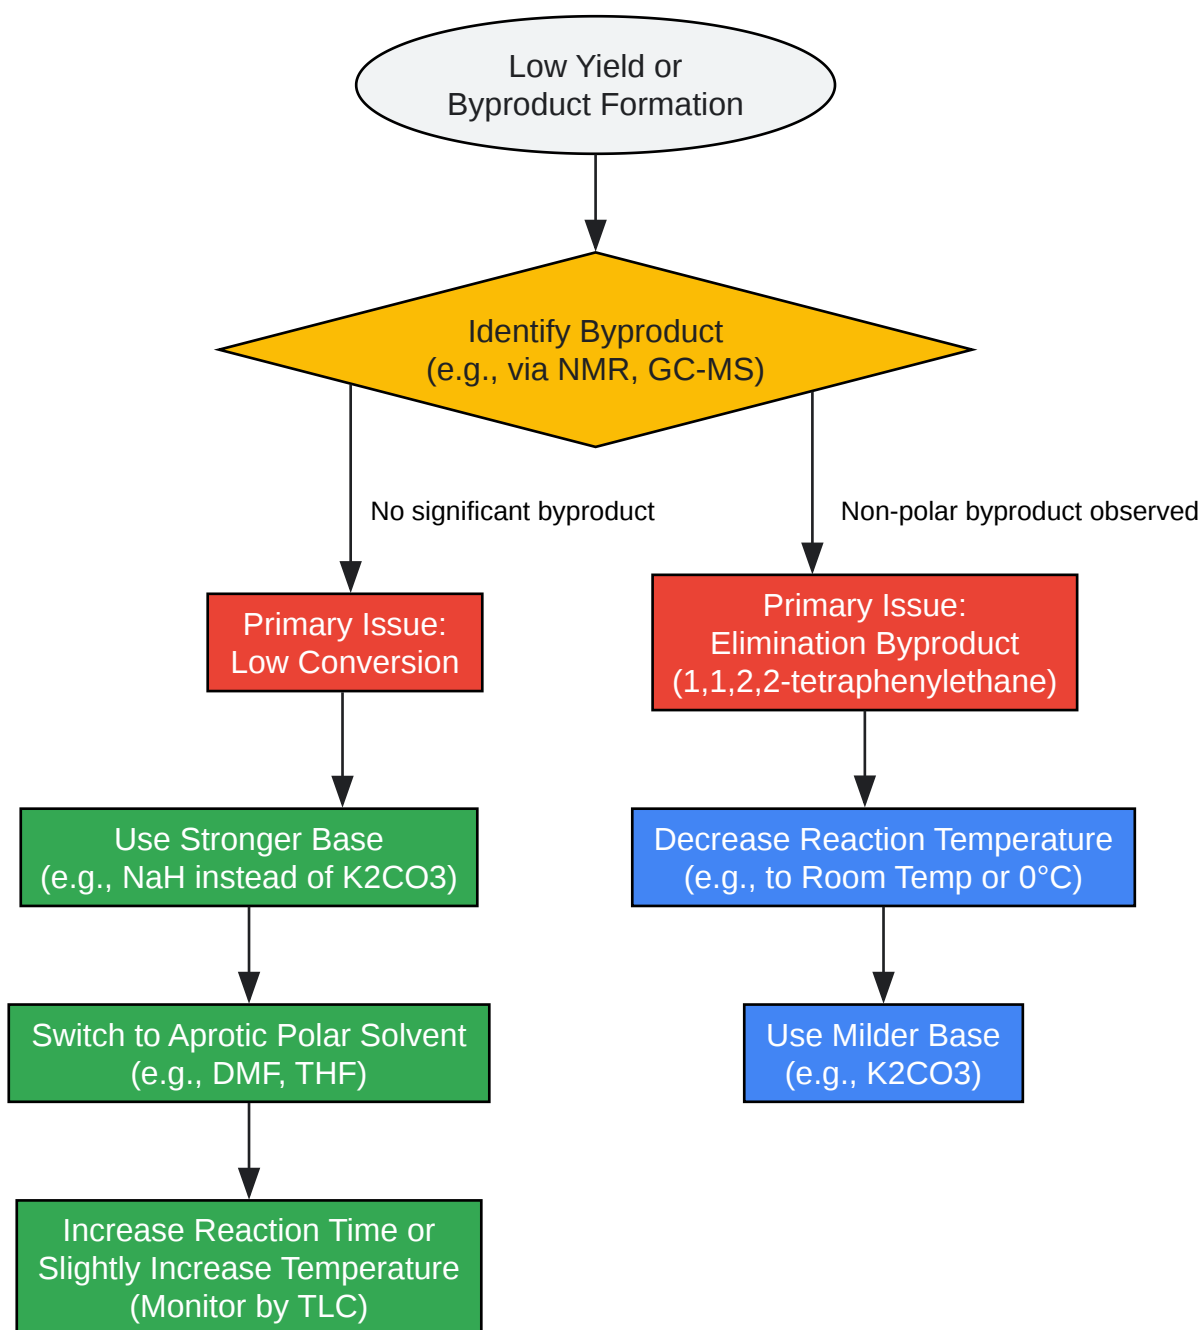 Low Yield or
Byproduct Formation
Identify Byproduct
(e.g., via NMR, GC-MS)
No significant byproduct
Non-polar byproduct observed
Primary Issue:
Low Conversion
Primary Issue:
Elimination Byproduct
(1,1,2,2-tetraphenylethane)
Use Stronger Base
(e.g., NaH instead of K2CO3)
Decrease Reaction Temperature
(e.g., to Room Temp or 0°C)
Switch to Aprotic Polar Solvent
(e.g., DMF, THF)
Use Milder Base
(e.g., K2CO3)
Increase Reaction Time or
Slightly Increase Temperature
(Monitor by TLC)